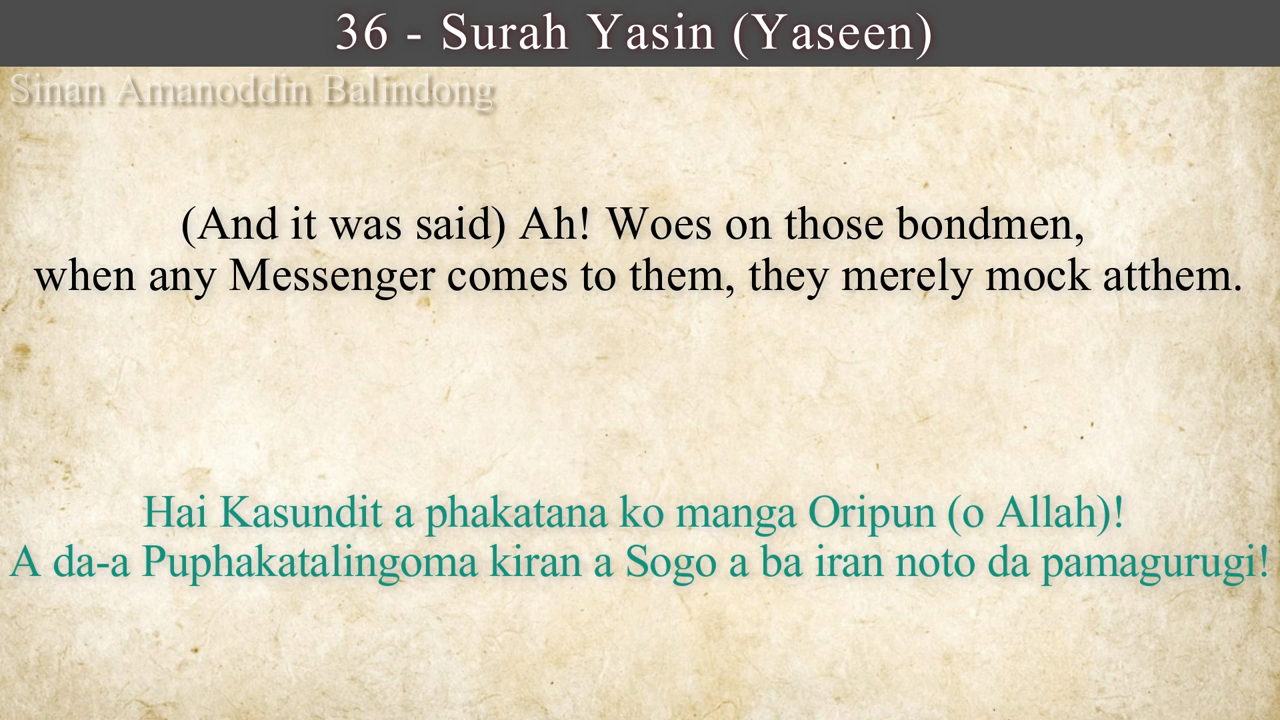 36 - Surah Yasin (Yaseen)
Sinan Amanoddin Balindong
(And it was said) Ah! Woes on those bondmen,
when any Messenger comes to them, they merely mock atthem.
Hai Kasundit a phakatana ko manga Oripun (o Allah)!
A da-a Puphakatalingoma kiran a Sogo a ba iran noto da pamagurugi!